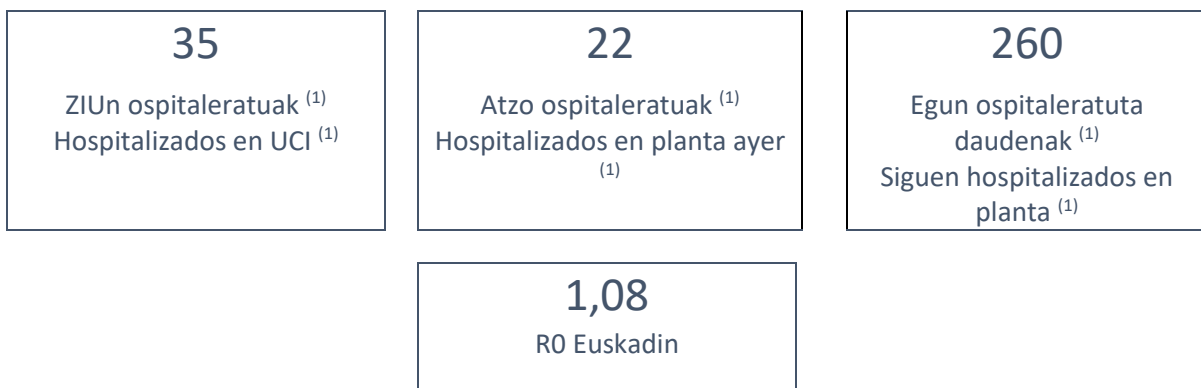 35
ZIUn ospitaleratuak (1)
Hospitalizados en UCI (1)
22
Atzo ospitaleratuak (1)
Hospitalizados en planta ayer
(1)
260
Egun ospitaleratuta
daudenak (1)
Siguen hospitalizados en
planta (1)
1,08
R0 Euskadin